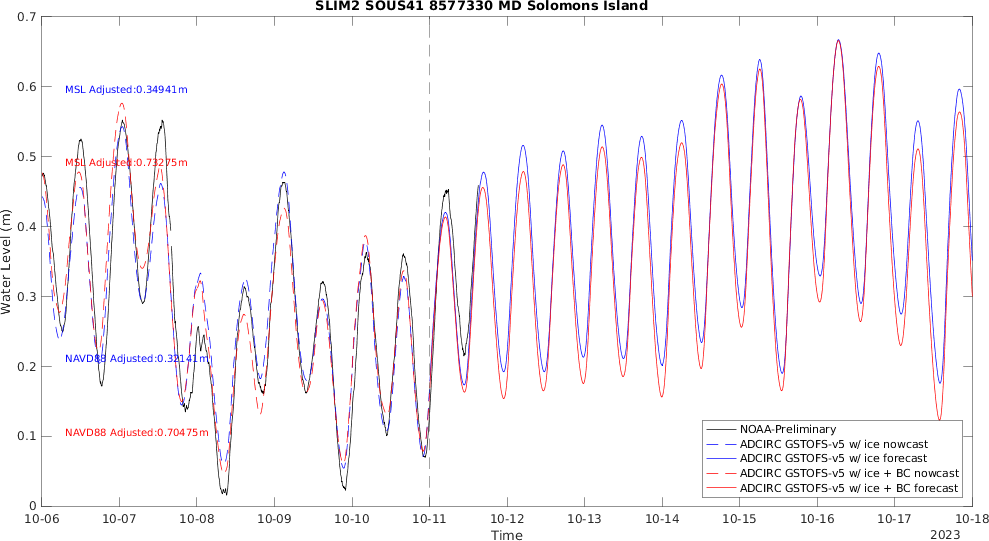 SLIM2 SOUS41 8577330 MD Solomons Island
0.7
0.6
0.5
0.4
0.3
0.2
0.1
0
Water Level (m)
MSL Adjusted:0.34941m
MSL Adjusted:0.73275m
NAVD88 Adjusted:0.32141m
NAVD88 Adjusted:0.70475m
NOAA-Preliminary
ADCIRC GSTOFS-v5 w/ ice nowcast
ADCIRC GSTOFS-v5 w/ ice forecast
ADCIRC GSTOFS-v5 w/ ice + BC nowcast
ADCIRC GSTOFS-v5 w/ ice + BC forecast
10-06 10-07 10-08 10-09 10-10 10-11 10-12 10-13 10-14 10-15 10-16 10-17 10-18
Time
2023